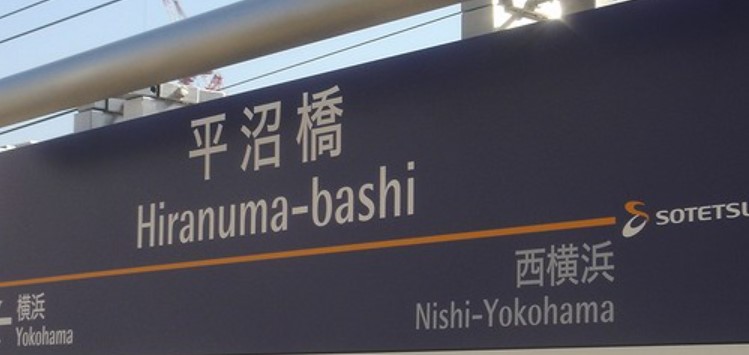 平沼橋
Hiranuma-bashi
SOTETSU
横浜
Yokohama
西横浜
Nishi-Yokohama